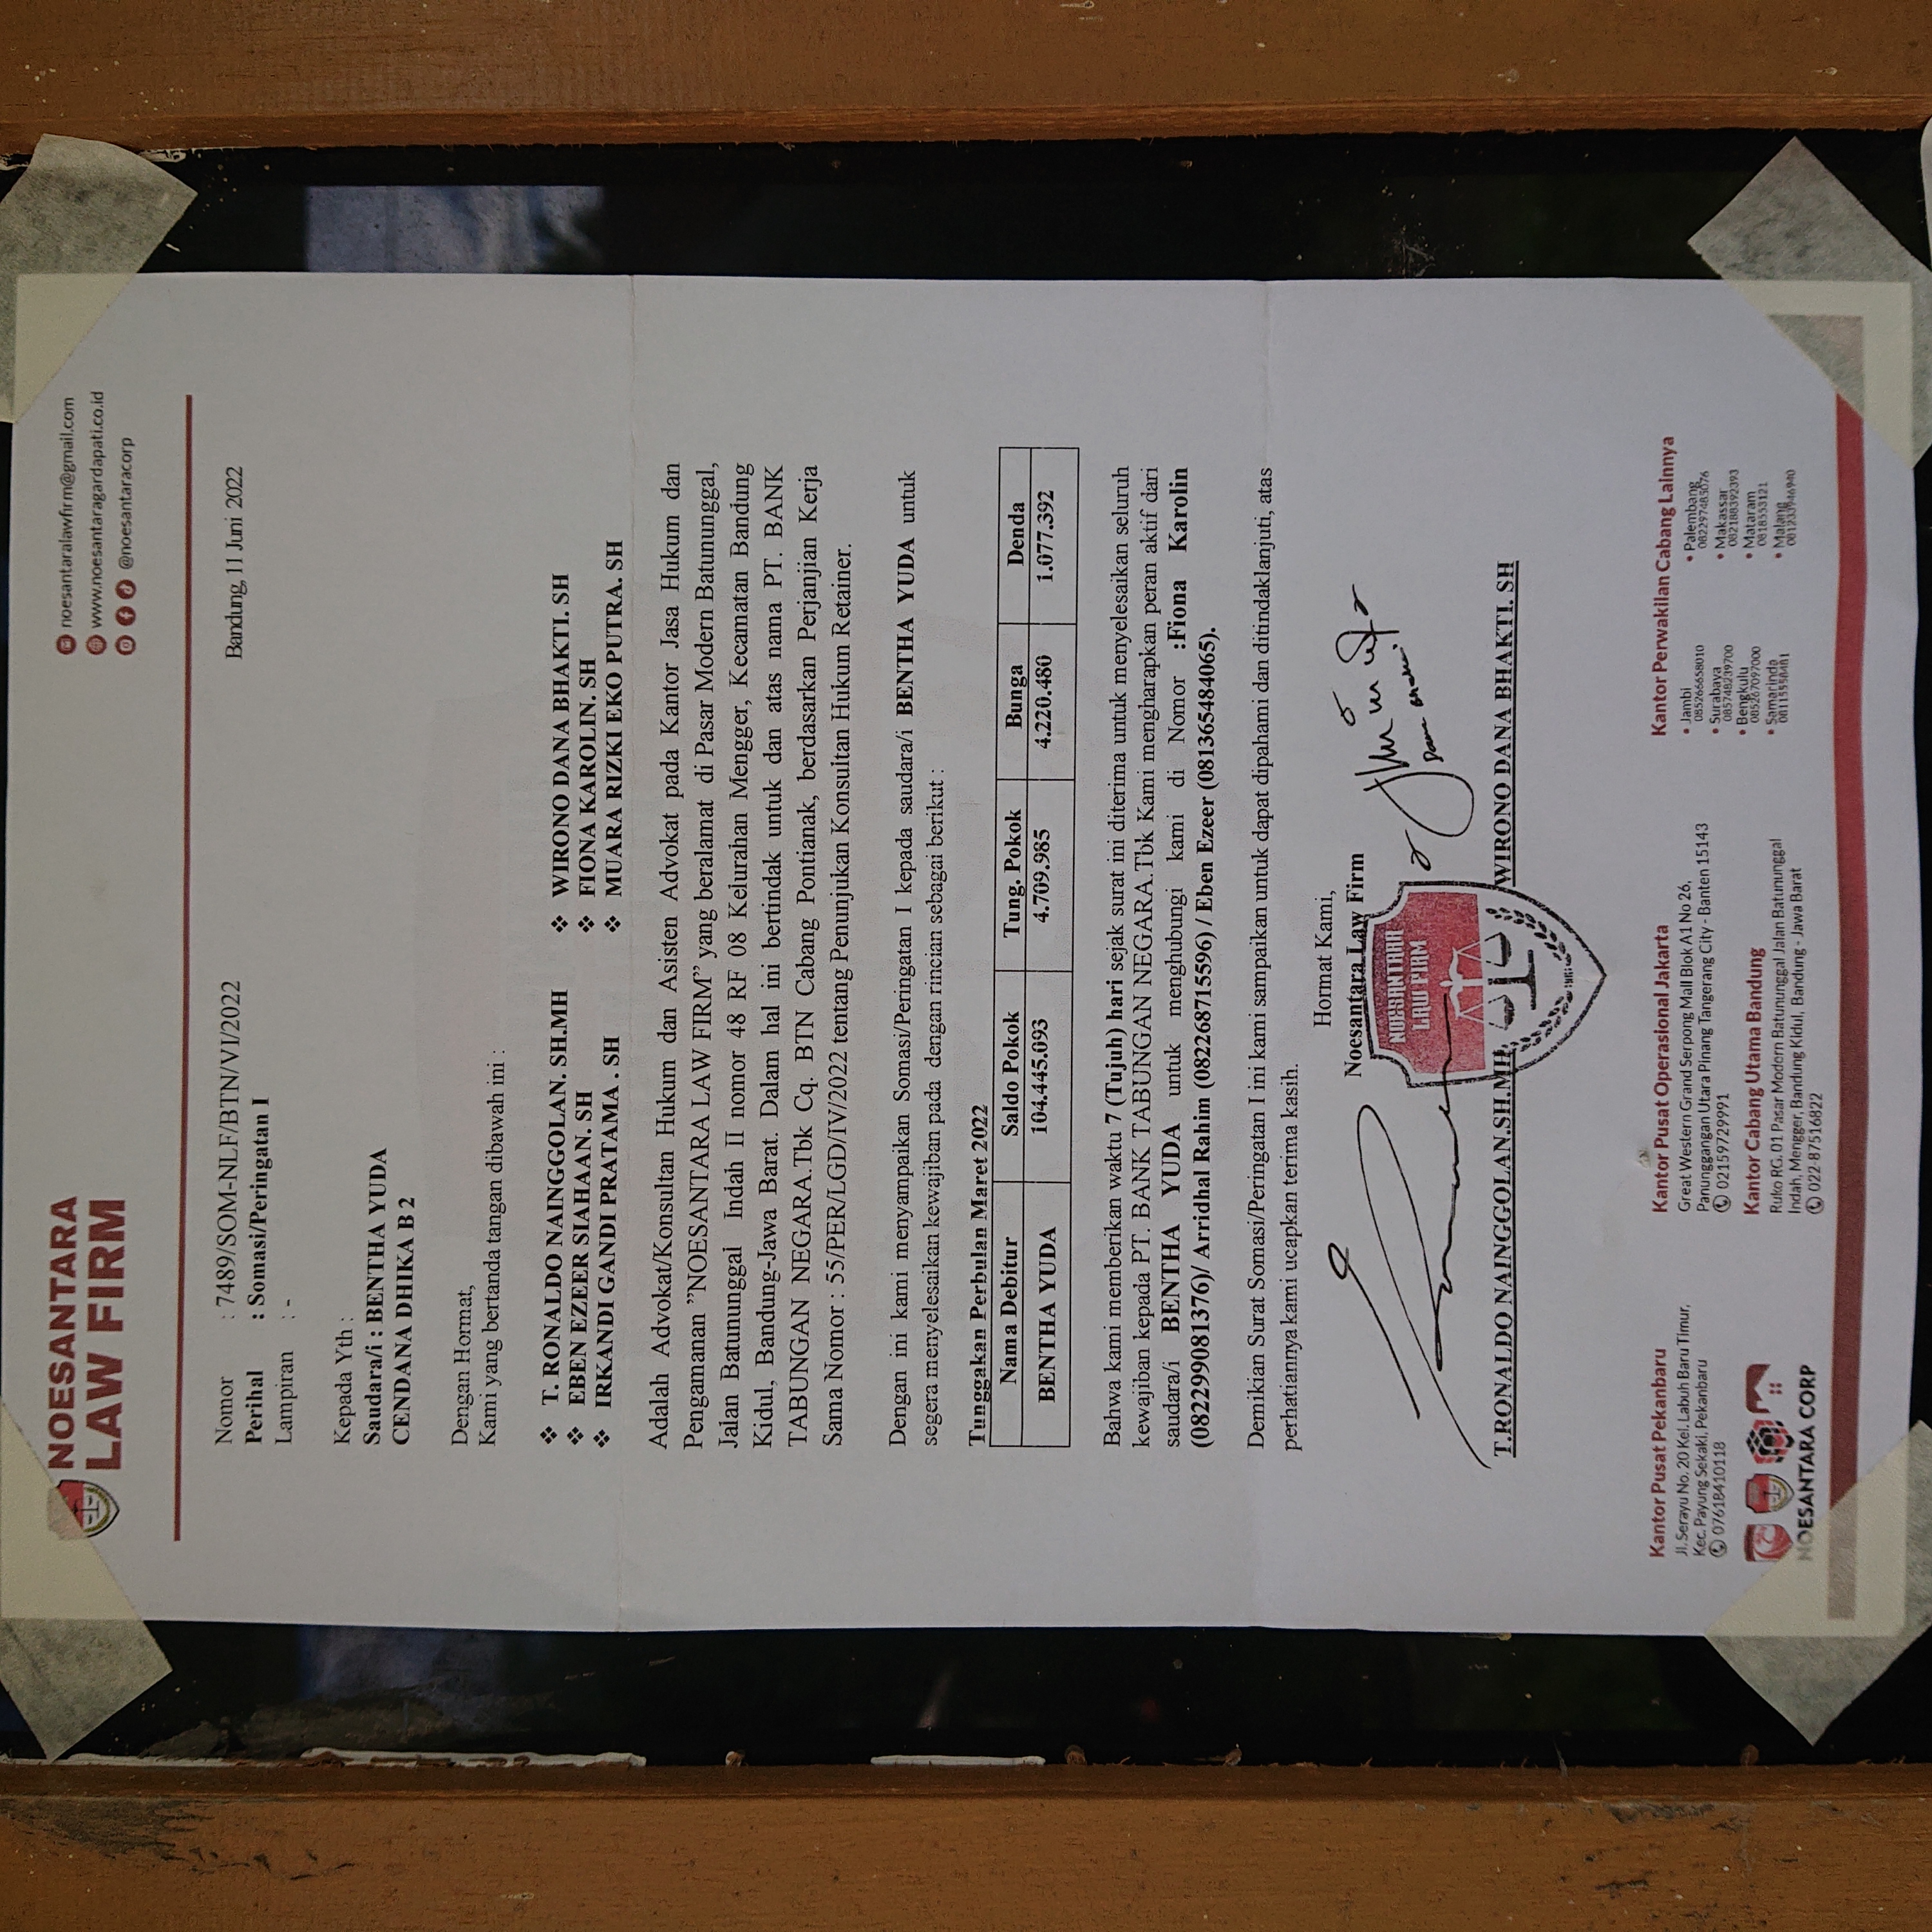 NOESANTARA
LAW FIRM
noesantaralawfirm@gmail.com
www.noesantaragardapati.co.id
@noesantaracorp
Nomor : 7489/SOM-NLF/BTN/VI/2022
Bandung, 11 Juni 2022
Perihal : Somasi/Peringatan I
Lampiran : -
Kepada Yth :
Saudara/i : BENTHA YUDA
CENDANA DHIKA B 2
Dengan Hormat,
Kami yang bertanda tangan dibawah ini :
❖ T. RONALDO NAINGGOLAN. SH.MH ❖ WIRONO DANA BHAKTI. SH
❖ EBEN EZEER SIAHAAN. SH ❖ FIONA KAROLIN. SH
❖ IRKANDI GANDI PRATAMA . SH ❖ MUARA RIZKI EKO PUTRA. SH
Adalah Advokat/Konsultan Hukum dan Asisten Advokat pada Kantor Jasa Hukum dan
Pengamanan ”NOESANTARA LAW FIRM” yang beralamat di Pasar Modern Batununggal,
Jalan Batununggal Indah II nomor 48 RF 08 Kelurahan Mengger, Kecamatan Bandung
Kidul, Bandung-Jawa Barat. Dalam hal ini bertindak untuk dan atas nama PT. BANK
TABUNGAN NEGARA.Tbk Cq. BTN Cabang Pontianak, berdasarkan Perjanjian Kerja
Sama Nomor : 55/PER/LGD/IV/2022 tentang Penunjukan Konsultan Hukum Retainer.
Dengan ini kami menyampaikan Somasi/Peringatan I kepada saudara/i BENTHA YUDA untuk
segera menyelesaikan kewajiban pada dengan rincian sebagai berikut :
Tunggakan Perbulan Maret 2022
Nama Debitur Saldo Pokok Tung. Pokok Bunga Denda
BENTHA YUDA 104.445.093 4.709.985 4.220.480 1.077.392
Bahwa kami memberikan waktu 7 (Tujuh) hari sejak surat ini diterima untuk menyelesaikan seluruh
kewajiban kepada PT. BANK TABUNGAN NEGARA.Tbk Kami mengharapkan peran aktif dari
saudara/i BENTHA YUDA untuk menghubungi kami di Nomor :Fiona Karolin
(082299081376)/ Arridhal Rahim (082268715596) / Eben Ezeer (081365484065).
Demikian Surat Somasi/Peringatan I ini kami sampaikan untuk dapat dipahami dan ditindaklanjuti, atas
perhatiannya kami ucapkan terima kasih.
Hormat Kami,
Noesantara Law Firm
NOESANTARA
LAW FIRM
T.RONALDO NAINGGOLAN.SH.MH WIRONO DANA BHAKTI. SH
Kantor Pusat Pekanbaru
Jl. Serayu No. 20 Kel. Labuh Baru Timur,
Kec. Payung Sekaki, Pekanbaru
07618410118
NOESANTARA CORP
Kantor Pusat Operasional Jakarta
Great Western Grand Serpong Mall Blok A1 No 26,
Panunggangan Utara Pinang Tangerang City - Banten 15143
02159729991
Kantor Cabang Utama Bandung
Ruko RG. 01 Pasar Modern Batununggal Jalan Batununggal
Indah, Mengger, Bandung Kidul, Bandung - Jawa Barat
022-87516822
Kantor Perwakilan Cabang Lainnya
• Jambi
085266658010
• Surabaya
085748239700
• Bengkulu
085267097000
• Samarinda
08115558481
• Palembang
082297485076
• Makassar
082188392393
• Mataram
0818553121
• Malang
081233946940